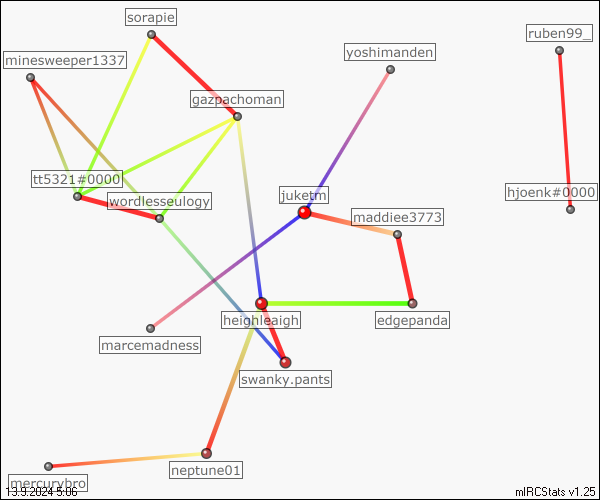 sorapie
ruben99_
minesweeper1337
yoshimanden
gazpachoman
tt5321#0000
hjoenk#0000
wordlesseulogy
juketm
maddiee3773
heighleaigh
edgepanda
marcemadness
swanky.pants
neptune01
mercurybro
13.9.2024 5:06
mIRCStats v1.25